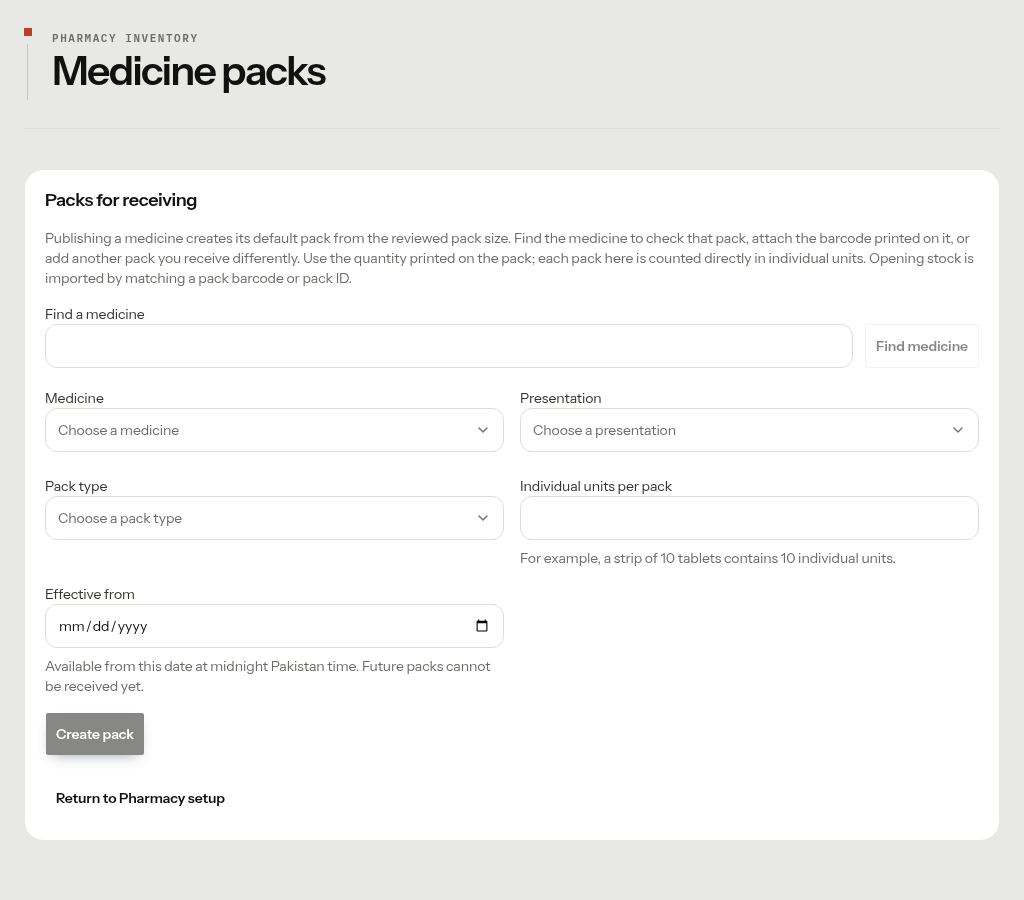 PHARMACY INVENTORY
Medicine packs
Packs for receiving
Publishing a medicine creates its default pack from the reviewed pack size. Find the medicine to check that pack, attach the barcode printed on it, or
add another pack you receive differently. Use the quantity printed on the pack; each pack here is counted directly in individual units. Opening stock is
imported by matching a pack barcode or pack ID.
Find a medicine
Find medicine
Medicine
Presentation
Choose a medicine
Choose a presentation
Pack type
Individual units per pack
Choose a pack type
For example, a strip of 10 tablets contains 10 individual units.
Effective from
mm/dd/yyyy
Available from this date at midnight Pakistan time. Future packs cannot
be received yet.
Create pack
Return to Pharmacy setup